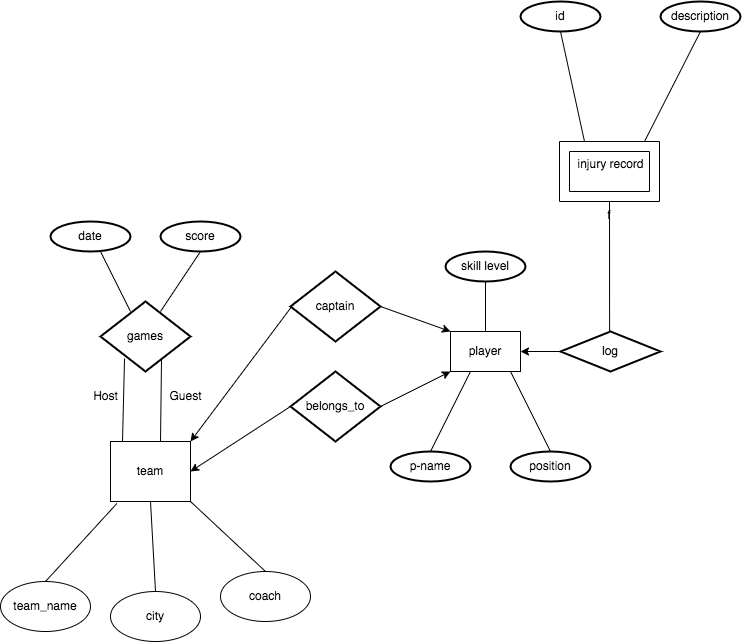 id
description
injury record
f
date
score
skill level
captain
games
player
log
Host
Guest
belongs_to
team
p-name
position
team_name
city
coach